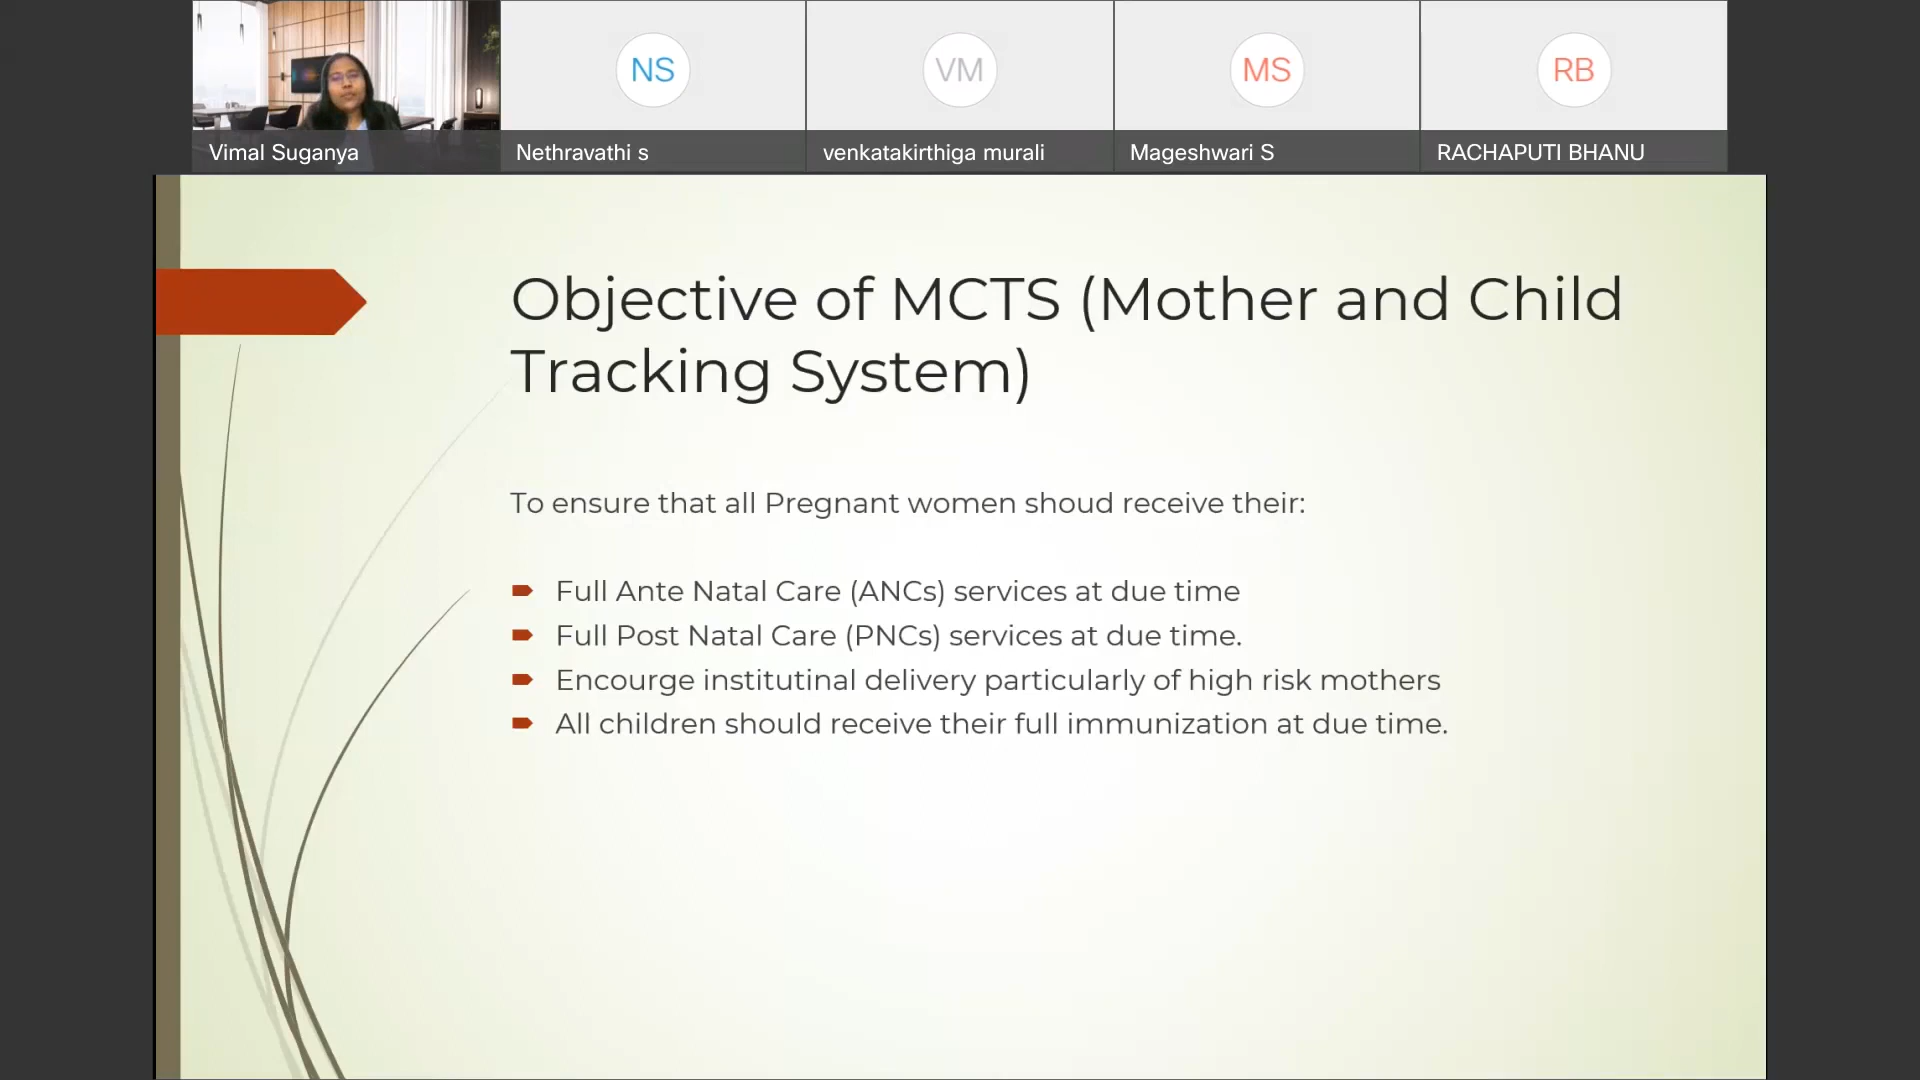 NS
VM
MS
RB
Vimal Suganya
Nethravathi s
venkatakirthiga murali
Mageshwari S
RACHAPUTI BHANU
Objective of MCTS (Mother and Child
Tracking System)
To ensure that all Pregnant women shoud receive their:
Full Ante Natal Care (ANCs) services at due time
Full Post Natal Care (PNCs) services at due time.
Encourge institutinal delivery particularly of high risk mothers
All children should receive their full immunization at due time.